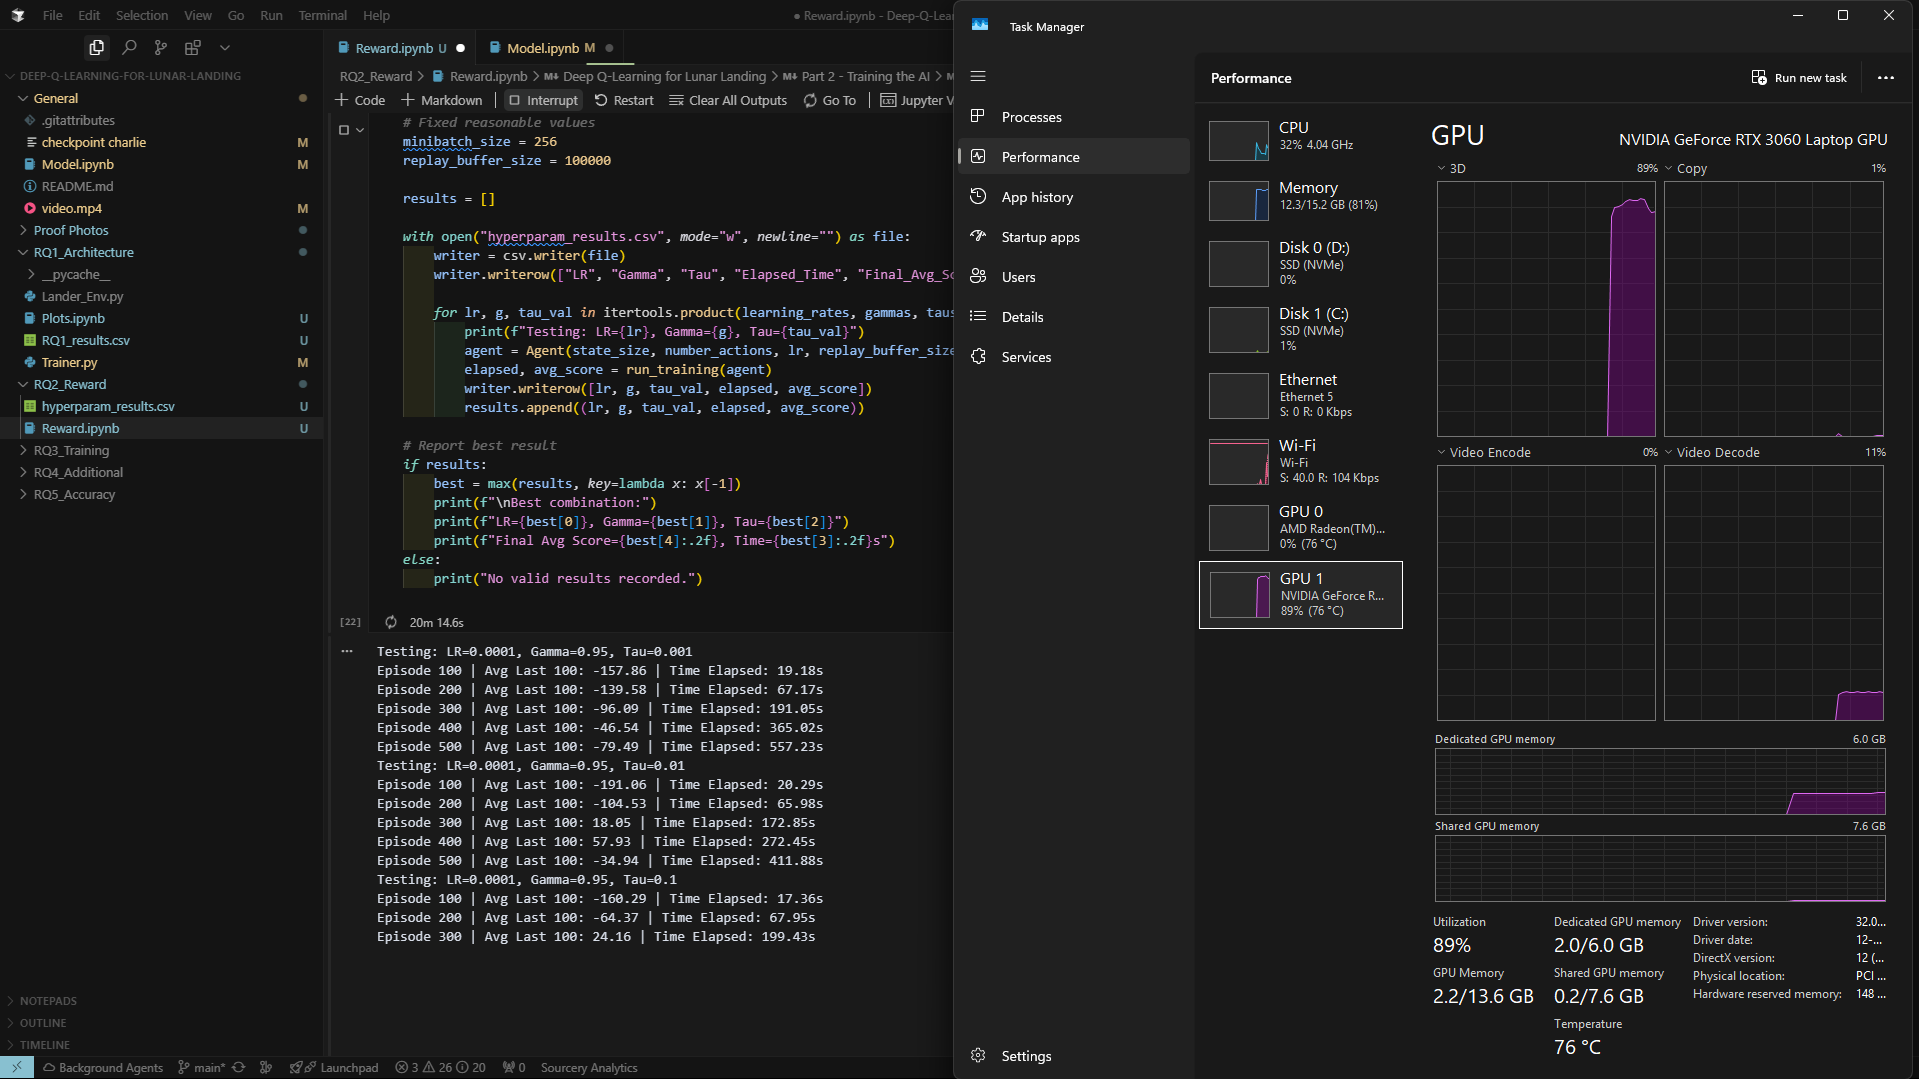 File Edit Selection View Go Run Terminal Help
● Reward.ipynb - Deep-Q-Lea
DEEP-Q-LEARNING-FOR-LUNAR-LANDING
General
.gitattributes
checkpoint charlie M
Model.ipynb M
README.md
video.mp4 M
Proof Photos
RQ1_Architecture
__pycache__
Lander_Env.py
Plots.ipynb U
RQ1_results.csv U
Trainer.py M
RQ2_Reward
hyperparam_results.csv U
Reward.ipynb U
RQ3_Training
RQ4_Additional
RQ5_Accuracy
NOTEPADS
OUTLINE
TIMELINE
Reward.ipynb U ● Model.ipynb M ●
RQ2_Reward > Reward.ipynb > M↓ Deep Q-Learning for Lunar Landing > M↓ Part 2 - Training the AI > M
+ Code + Markdown | Interrupt Restart Clear All Outputs Go To | Jupyter V
# Fixed reasonable values
minibatch_size = 256
replay_buffer_size = 100000
results = []
with open("hyperparam_results.csv", mode="w", newline="") as file:
writer = csv.writer(file)
writer.writerow(["LR", "Gamma", "Tau", "Elapsed_Time", "Final_Avg_Sc
for lr, g, tau_val in itertools.product(learning_rates, gammas, taus
print(f"Testing: LR={lr}, Gamma={g}, Tau={tau_val}")
agent = Agent(state_size, number_actions, lr, replay_buffer_size
elapsed, avg_score = run_training(agent)
writer.writerow([lr, g, tau_val, elapsed, avg_score])
results.append((lr, g, tau_val, elapsed, avg_score))
# Report best result
if results:
best = max(results, key=lambda x: x[-1])
print(f"\nBest combination:")
print(f"LR={best[0]}, Gamma={best[1]}, Tau={best[2]}")
print(f"Final Avg Score={best[4]:.2f}, Time={best[3]:.2f}s")
else:
print("No valid results recorded.")
[22] 20m 14.6s
...
Testing: LR=0.0001, Gamma=0.95, Tau=0.001
Episode 100 | Avg Last 100: -157.86 | Time Elapsed: 19.18s
Episode 200 | Avg Last 100: -139.58 | Time Elapsed: 67.17s
Episode 300 | Avg Last 100: -96.09 | Time Elapsed: 191.05s
Episode 400 | Avg Last 100: -46.54 | Time Elapsed: 365.02s
Episode 500 | Avg Last 100: -79.49 | Time Elapsed: 557.23s
Testing: LR=0.0001, Gamma=0.95, Tau=0.01
Episode 100 | Avg Last 100: -191.06 | Time Elapsed: 20.29s
Episode 200 | Avg Last 100: -104.53 | Time Elapsed: 65.98s
Episode 300 | Avg Last 100: 18.05 | Time Elapsed: 172.85s
Episode 400 | Avg Last 100: 57.93 | Time Elapsed: 272.45s
Episode 500 | Avg Last 100: -34.94 | Time Elapsed: 411.88s
Testing: LR=0.0001, Gamma=0.95, Tau=0.1
Episode 100 | Avg Last 100: -160.29 | Time Elapsed: 17.36s
Episode 200 | Avg Last 100: -64.37 | Time Elapsed: 67.95s
Episode 300 | Avg Last 100: 24.16 | Time Elapsed: 199.43s
Background Agents main* Launchpad 3 26 20 0 Sourcery Analytics
Task Manager
Processes
Performance
App history
Startup apps
Users
Details
Services
Settings
Performance
Run new task ...
CPU
32% 4.04 GHz
Memory
12.3/15.2 GB (81%)
Disk 0 (D:)
SSD (NVMe)
0%
Disk 1 (C:)
SSD (NVMe)
1%
Ethernet
Ethernet 5
S: 0 R: 0 Kbps
Wi-Fi
Wi-Fi
S: 40.0 R: 104 Kbps
GPU 0
AMD Radeon(TM)...
0% (76 °C)
GPU 1
NVIDIA GeForce R...
89% (76 °C)
GPU NVIDIA GeForce RTX 3060 Laptop GPU
3D 89% Copy 1%
Video Encode 0% Video Decode 11%
Dedicated GPU memory 6.0 GB
Shared GPU memory 7.6 GB
Utilization
89%
GPU Memory
2.2/13.6 GB
Dedicated GPU memory
2.0/6.0 GB
Shared GPU memory
0.2/7.6 GB
Temperature
76 °C
Driver version: 32.0...
Driver date: 12-...
DirectX version: 12 (...
Physical location: PCI ...
Hardware reserved memory: 148 ...